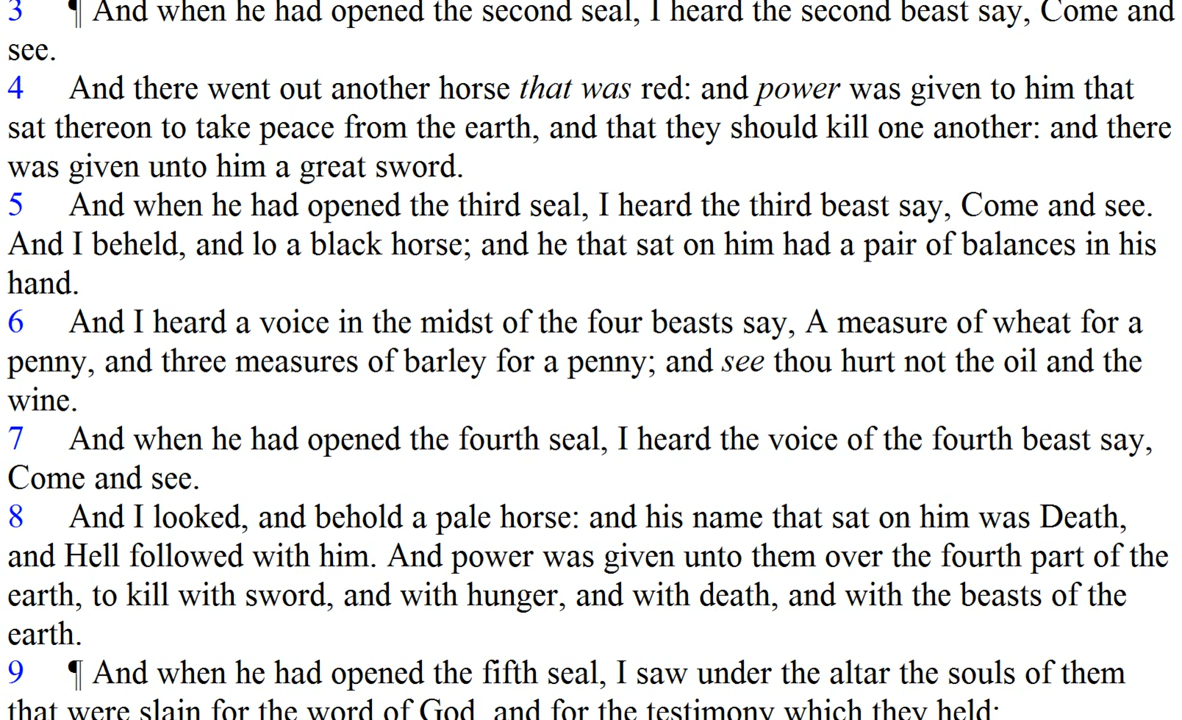 3 ¶ And when he had opened the second seal, I heard the second beast say, Come and
see.
4 And there went out another horse that was red: and power was given to him that
sat thereon to take peace from the earth, and that they should kill one another: and there
was given unto him a great sword.
5 And when he had opened the third seal, I heard the third beast say, Come and see.
And I beheld, and lo a black horse; and he that sat on him had a pair of balances in his
hand.
6 And I heard a voice in the midst of the four beasts say, A measure of wheat for a
penny, and three measures of barley for a penny; and see thou hurt not the oil and the
wine.
7 And when he had opened the fourth seal, I heard the voice of the fourth beast say,
Come and see.
8 And I looked, and behold a pale horse: and his name that sat on him was Death,
and Hell followed with him. And power was given unto them over the fourth part of the
earth, to kill with sword, and with hunger, and with death, and with the beasts of the
earth.
9 ¶ And when he had opened the fifth seal, I saw under the altar the souls of them
that were slain for the word of God, and for the testimony which they held: